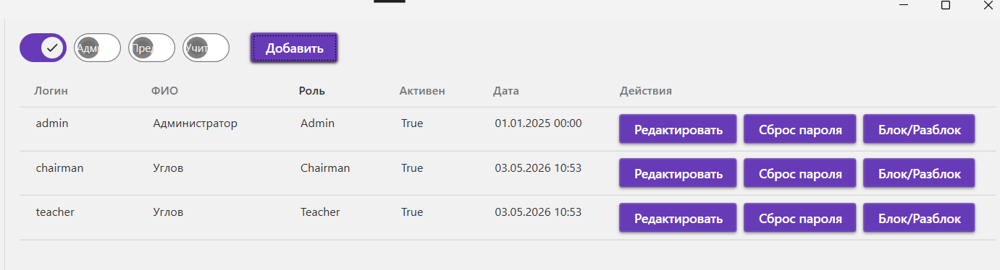 Адми Пред Учит Добавить
Логин ФИО Роль Активен Дата Действия
admin Администратор Admin True 01.01.2025 00:00 Редактировать Сброс пароля Блок/Разблок
chairman Углов Chairman True 03.05.2026 10:53 Редактировать Сброс пароля Блок/Разблок
teacher Углов Teacher True 03.05.2026 10:53 Редактировать Сброс пароля Блок/Разблок